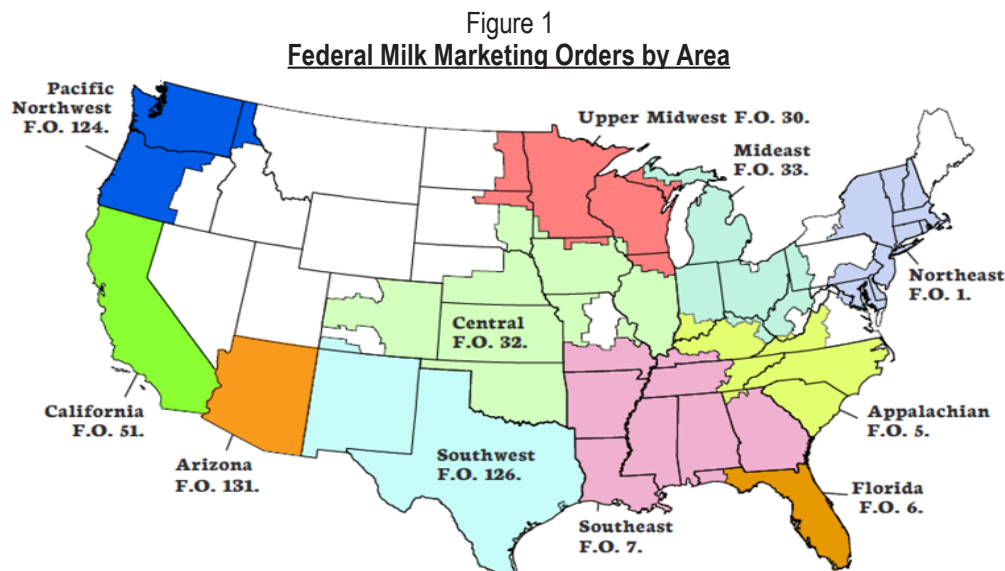 Figure 1
Federal Milk Marketing Orders by Area
Pacific
Northwest
F.O. 124.
Upper Midwest F.O. 30.
Mideast
F.O. 33.
Northeast
F.O. 1.
Central
F.O. 32.
California
F.O. 51.
Appalachian
F.O. 5.
Arizona
F.O. 131.
Southwest
F.O. 126.
Florida
F.O. 6.
Southeast
F.O. 7.